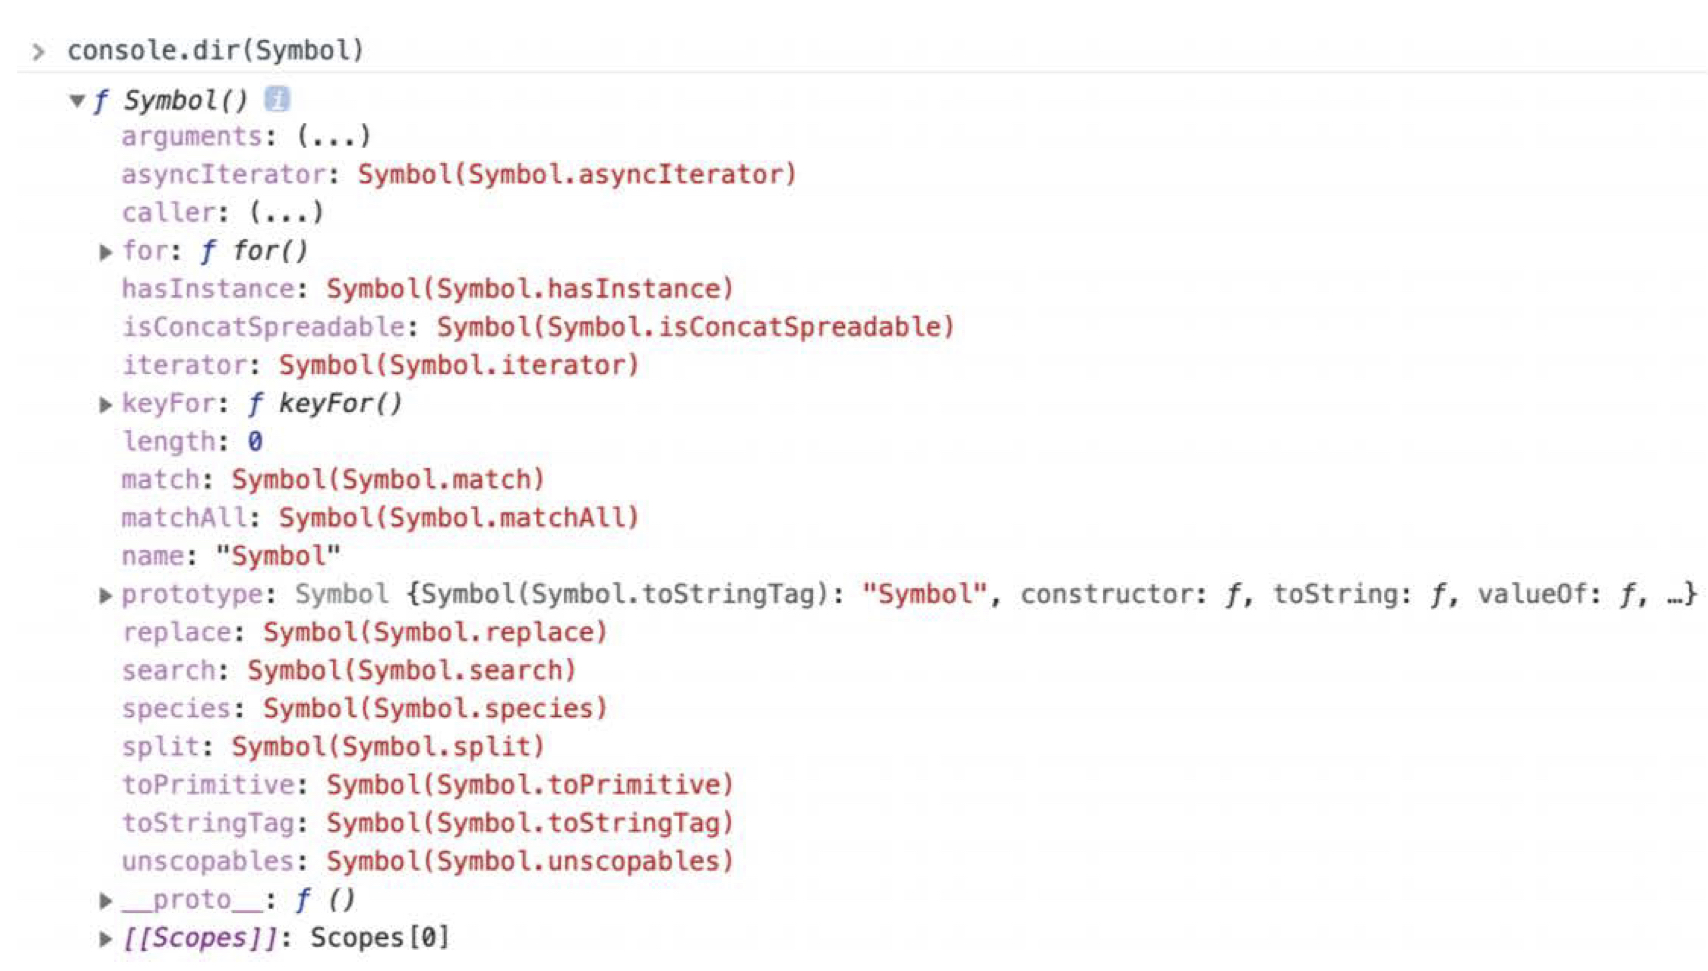 > console.dir(Symbol)
▼ƒ Symbol() i
arguments: (...)
asyncIterator: Symbol(Symbol.asyncIterator)
caller: (...)
▶for: ƒ for()
hasInstance: Symbol(Symbol.hasInstance)
isConcatSpreadable: Symbol(Symbol.isConcatSpreadable)
iterator: Symbol(Symbol.iterator)
▶keyFor: ƒ keyFor()
length: 0
match: Symbol(Symbol.match)
matchAll: Symbol(Symbol.matchAll)
name: "Symbol"
▶prototype: Symbol {Symbol(Symbol.toStringTag): "Symbol", constructor: ƒ, toString: ƒ, valueOf: ƒ, …}
replace: Symbol(Symbol.replace)
search: Symbol(Symbol.search)
species: Symbol(Symbol.species)
split: Symbol(Symbol.split)
toPrimitive: Symbol(Symbol.toPrimitive)
toStringTag: Symbol(Symbol.toStringTag)
unscopables: Symbol(Symbol.unscopables)
▶__proto__: ƒ ()
▶[[Scopes]]: Scopes[0]